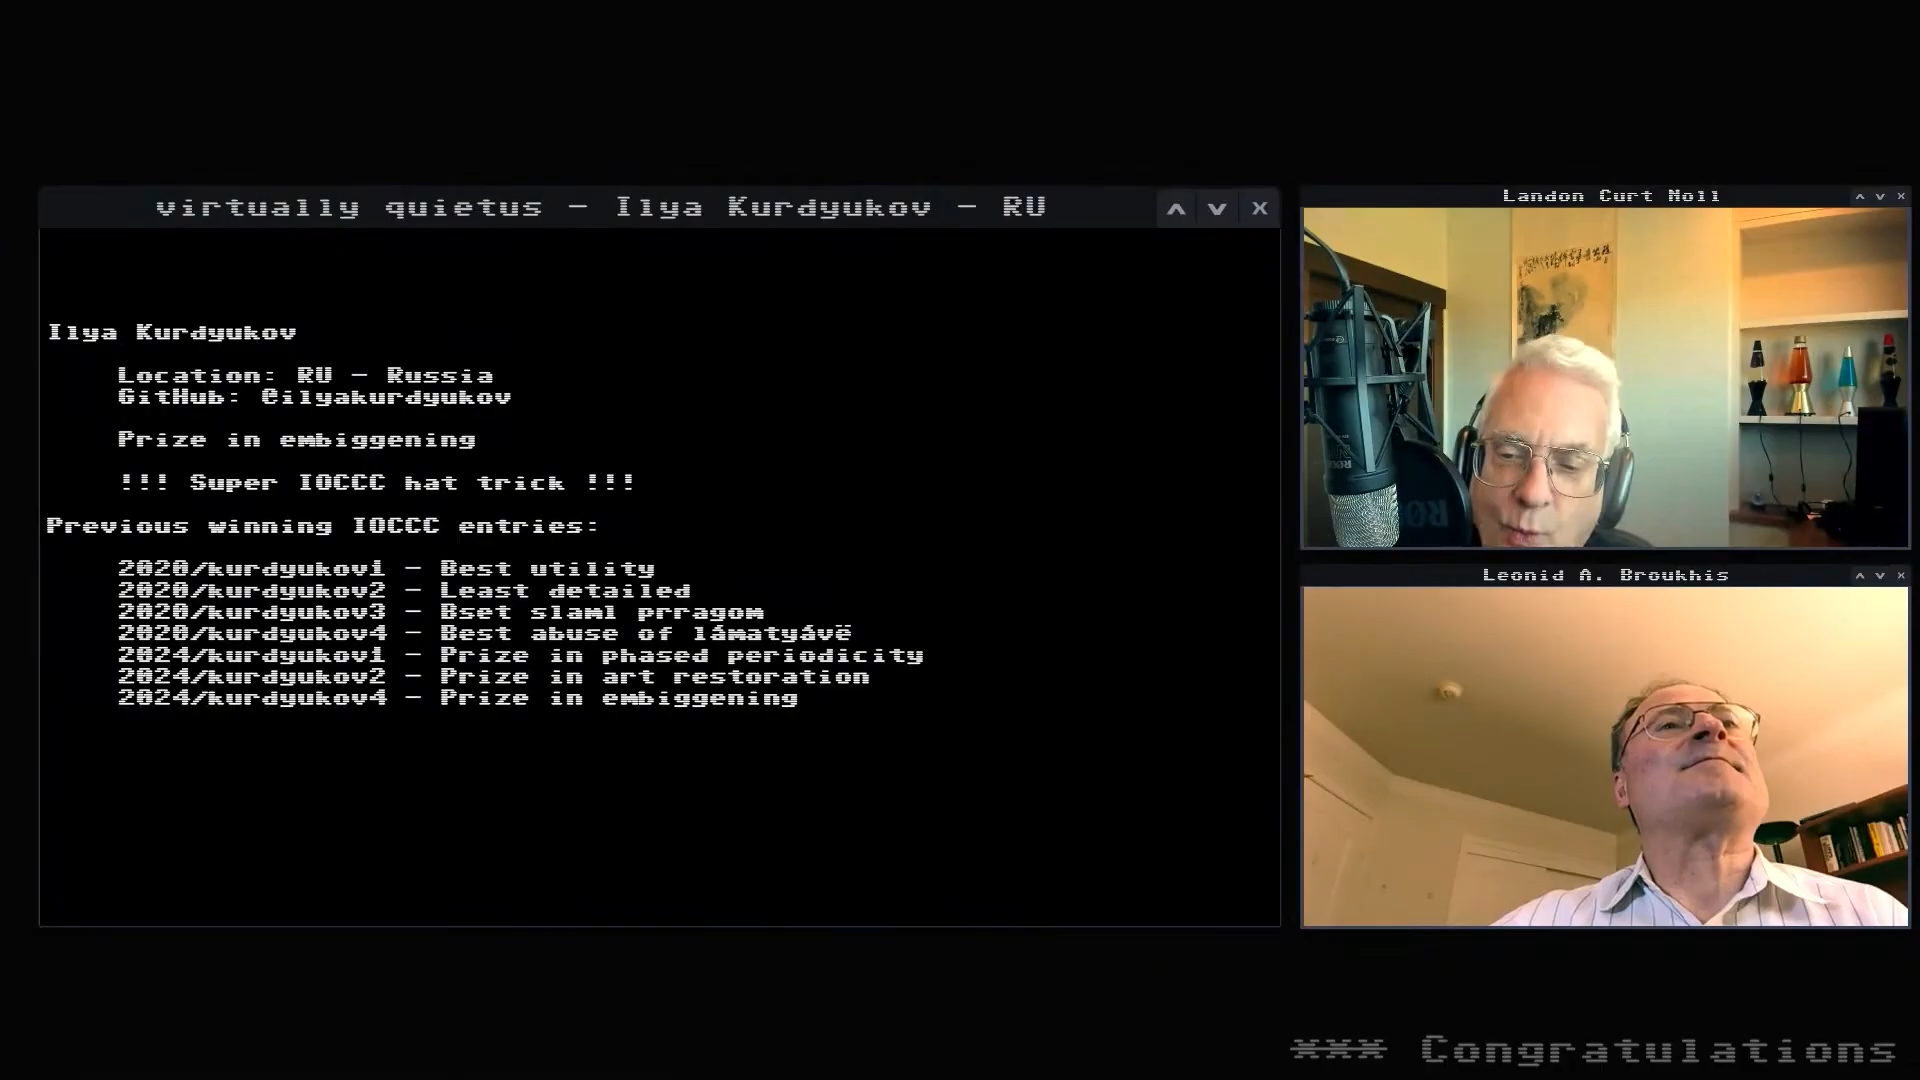 virtually quietus - Ilya Kurdyukov - RU
Ilya Kurdyukov
Location: RU - Russia
GitHub: @ilyakurdyukov
Prize in embiggening
!!! Super IOCCC hat trick !!!
Previous winning IOCCC entries:
2020/kurdyukov1 - Best utility
2020/kurdyukov2 - Least detailed
2020/kurdyukov3 - Bset slaml prragom
2020/kurdyukov4 - Best abuse of lámatyávë
2024/kurdyukov1 - Prize in phased periodicity
2024/kurdyukov2 - Prize in art restoration
2024/kurdyukov4 - Prize in embiggening
Landon Curt Noll
Leonid A. Broukhis
*** Congratulations